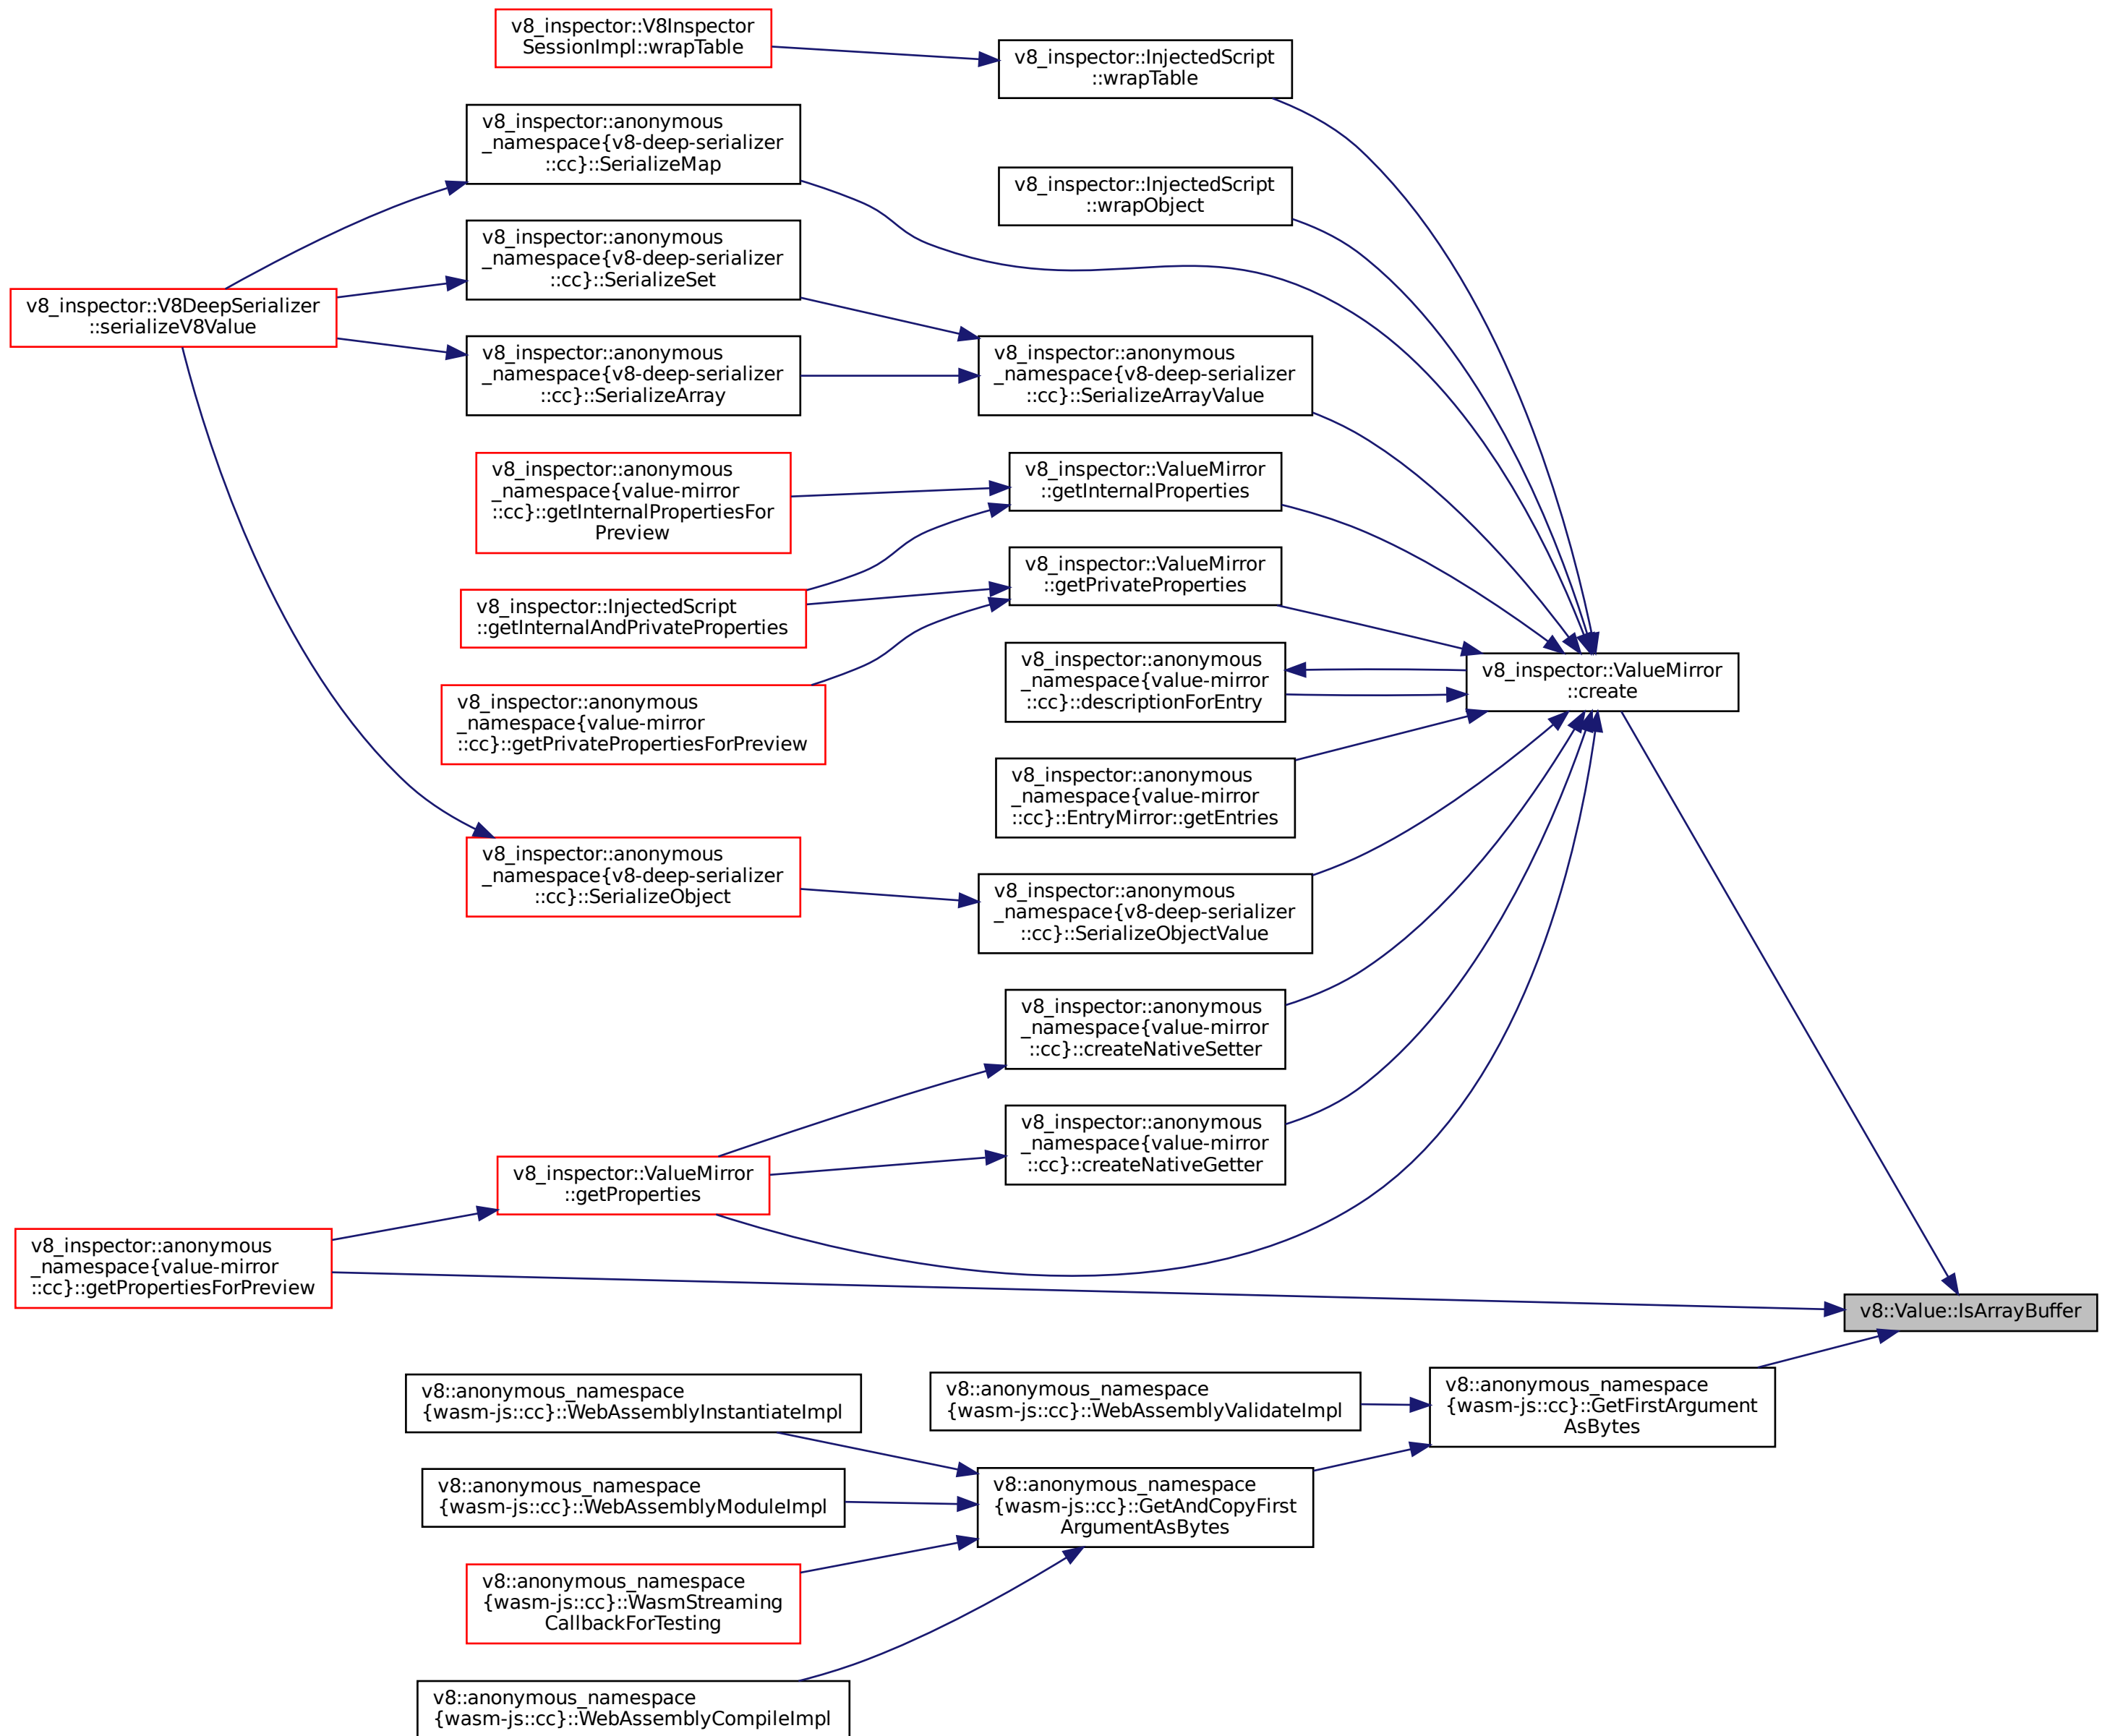 v8_inspector::V8Inspector
SessionImpl::wrapTable
v8_inspector::InjectedScript
::wrapTable
v8_inspector::anonymous
_namespace{v8-deep-serializer
::cc}::SerializeMap
v8_inspector::InjectedScript
::wrapObject
v8_inspector::anonymous
_namespace{v8-deep-serializer
::cc}::SerializeSet
v8_inspector::V8DeepSerializer
::serializeV8Value
v8_inspector::anonymous
_namespace{v8-deep-serializer
::cc}::SerializeArray
v8_inspector::anonymous
_namespace{v8-deep-serializer
::cc}::SerializeArrayValue
v8_inspector::anonymous
_namespace{value-mirror
::cc}::getInternalPropertiesFor
Preview
v8_inspector::ValueMirror
::getInternalProperties
v8_inspector::InjectedScript
::getInternalAndPrivateProperties
v8_inspector::ValueMirror
::getPrivateProperties
v8_inspector::anonymous
_namespace{value-mirror
::cc}::getPrivatePropertiesForPreview
v8_inspector::anonymous
_namespace{value-mirror
::cc}::descriptionForEntry
v8_inspector::ValueMirror
::create
v8_inspector::anonymous
_namespace{value-mirror
::cc}::EntryMirror::getEntries
v8_inspector::anonymous
_namespace{v8-deep-serializer
::cc}::SerializeObject
v8_inspector::anonymous
_namespace{v8-deep-serializer
::cc}::SerializeObjectValue
v8_inspector::anonymous
_namespace{value-mirror
::cc}::createNativeSetter
v8_inspector::anonymous
_namespace{value-mirror
::cc}::createNativeGetter
v8_inspector::ValueMirror
::getProperties
v8_inspector::anonymous
_namespace{value-mirror
::cc}::getPropertiesForPreview
v8::Value::IsArrayBuffer
v8::anonymous_namespace
{wasm-js::cc}::WebAssemblyInstantiateImpl
v8::anonymous_namespace
{wasm-js::cc}::WebAssemblyValidateImpl
v8::anonymous_namespace
{wasm-js::cc}::GetFirstArgument
AsBytes
v8::anonymous_namespace
{wasm-js::cc}::WebAssemblyModuleImpl
v8::anonymous_namespace
{wasm-js::cc}::GetAndCopyFirst
ArgumentAsBytes
v8::anonymous_namespace
{wasm-js::cc}::WasmStreaming
CallbackForTesting
v8::anonymous_namespace
{wasm-js::cc}::WebAssemblyCompileImpl